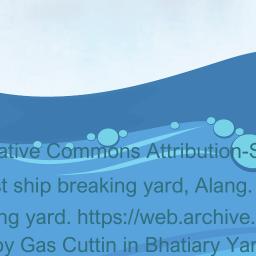 ative Commons Attribution-S
t ship breaking yard, Alang.
ng yard. https://web.archive.
by Gas Cuttin in Bhatiary Yar